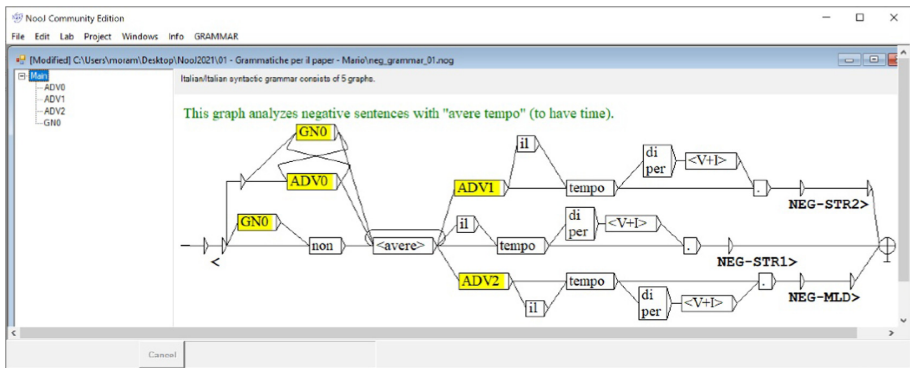 NooJ Community Edition
File Edit Lab Project Windows Info GRAMMAR
[Modified] C:\Users\moram\Desktop\NooJ2021\01 - Grammatiche per il paper - Mario\neg_grammar_01.nog
Main
ADV0
ADV1
ADV2
GN0
Italian/Italian syntactic grammar consists of 5 graphs.
This graph analyzes negative sentences with "avere tempo" (to have time).
GN0
ADV0
GN0
non
<
<avere>
ADV1
il
tempo
di
per
<V+I>
.
NEG-STR2>
il
tempo
di
per
<V+I>
.
NEG-STR1>
ADV2
il
tempo
di
per
<V+I>
.
NEG-MLD>
Cancel